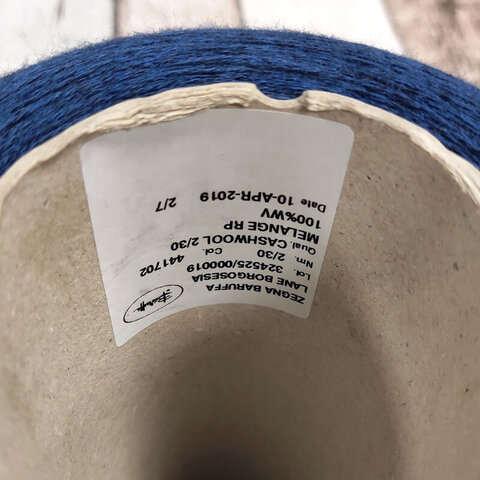 ZEGNA BARUFFA
LANE BORGOSESIA
Lot. 324525/000019
Nm. 2/30 Col. 441702
Qual. CASHWOOL 2/30
MELANGE RP
100%WV
Date 10-APR-2019 2/7